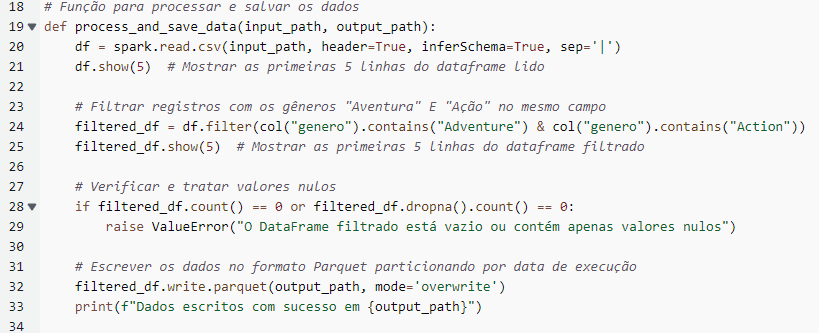 18 # Função para processar e salvar os dados
19 def process_and_save_data(input_path, output_path):
20     df = spark.read.csv(input_path, header=True, inferSchema=True, sep='|')
21     df.show(5)  # Mostrar as primeiras 5 linhas do dataframe lido
22
23     # Filtrar registros com os gêneros "Aventura" E "Ação" no mesmo campo
24     filtered_df = df.filter(col("genero").contains("Adventure") & col("genero").contains("Action"))
25     filtered_df.show(5)  # Mostrar as primeiras 5 linhas do dataframe filtrado
26
27     # Verificar e tratar valores nulos
28     if filtered_df.count() == 0 or filtered_df.dropna().count() == 0:
29         raise ValueError("O DataFrame filtrado está vazio ou contém apenas valores nulos")
30
31     # Escrever os dados no formato Parquet particionando por data de execução
32     filtered_df.write.parquet(output_path, mode='overwrite')
33     print(f"Dados escritos com sucesso em {output_path}")
34